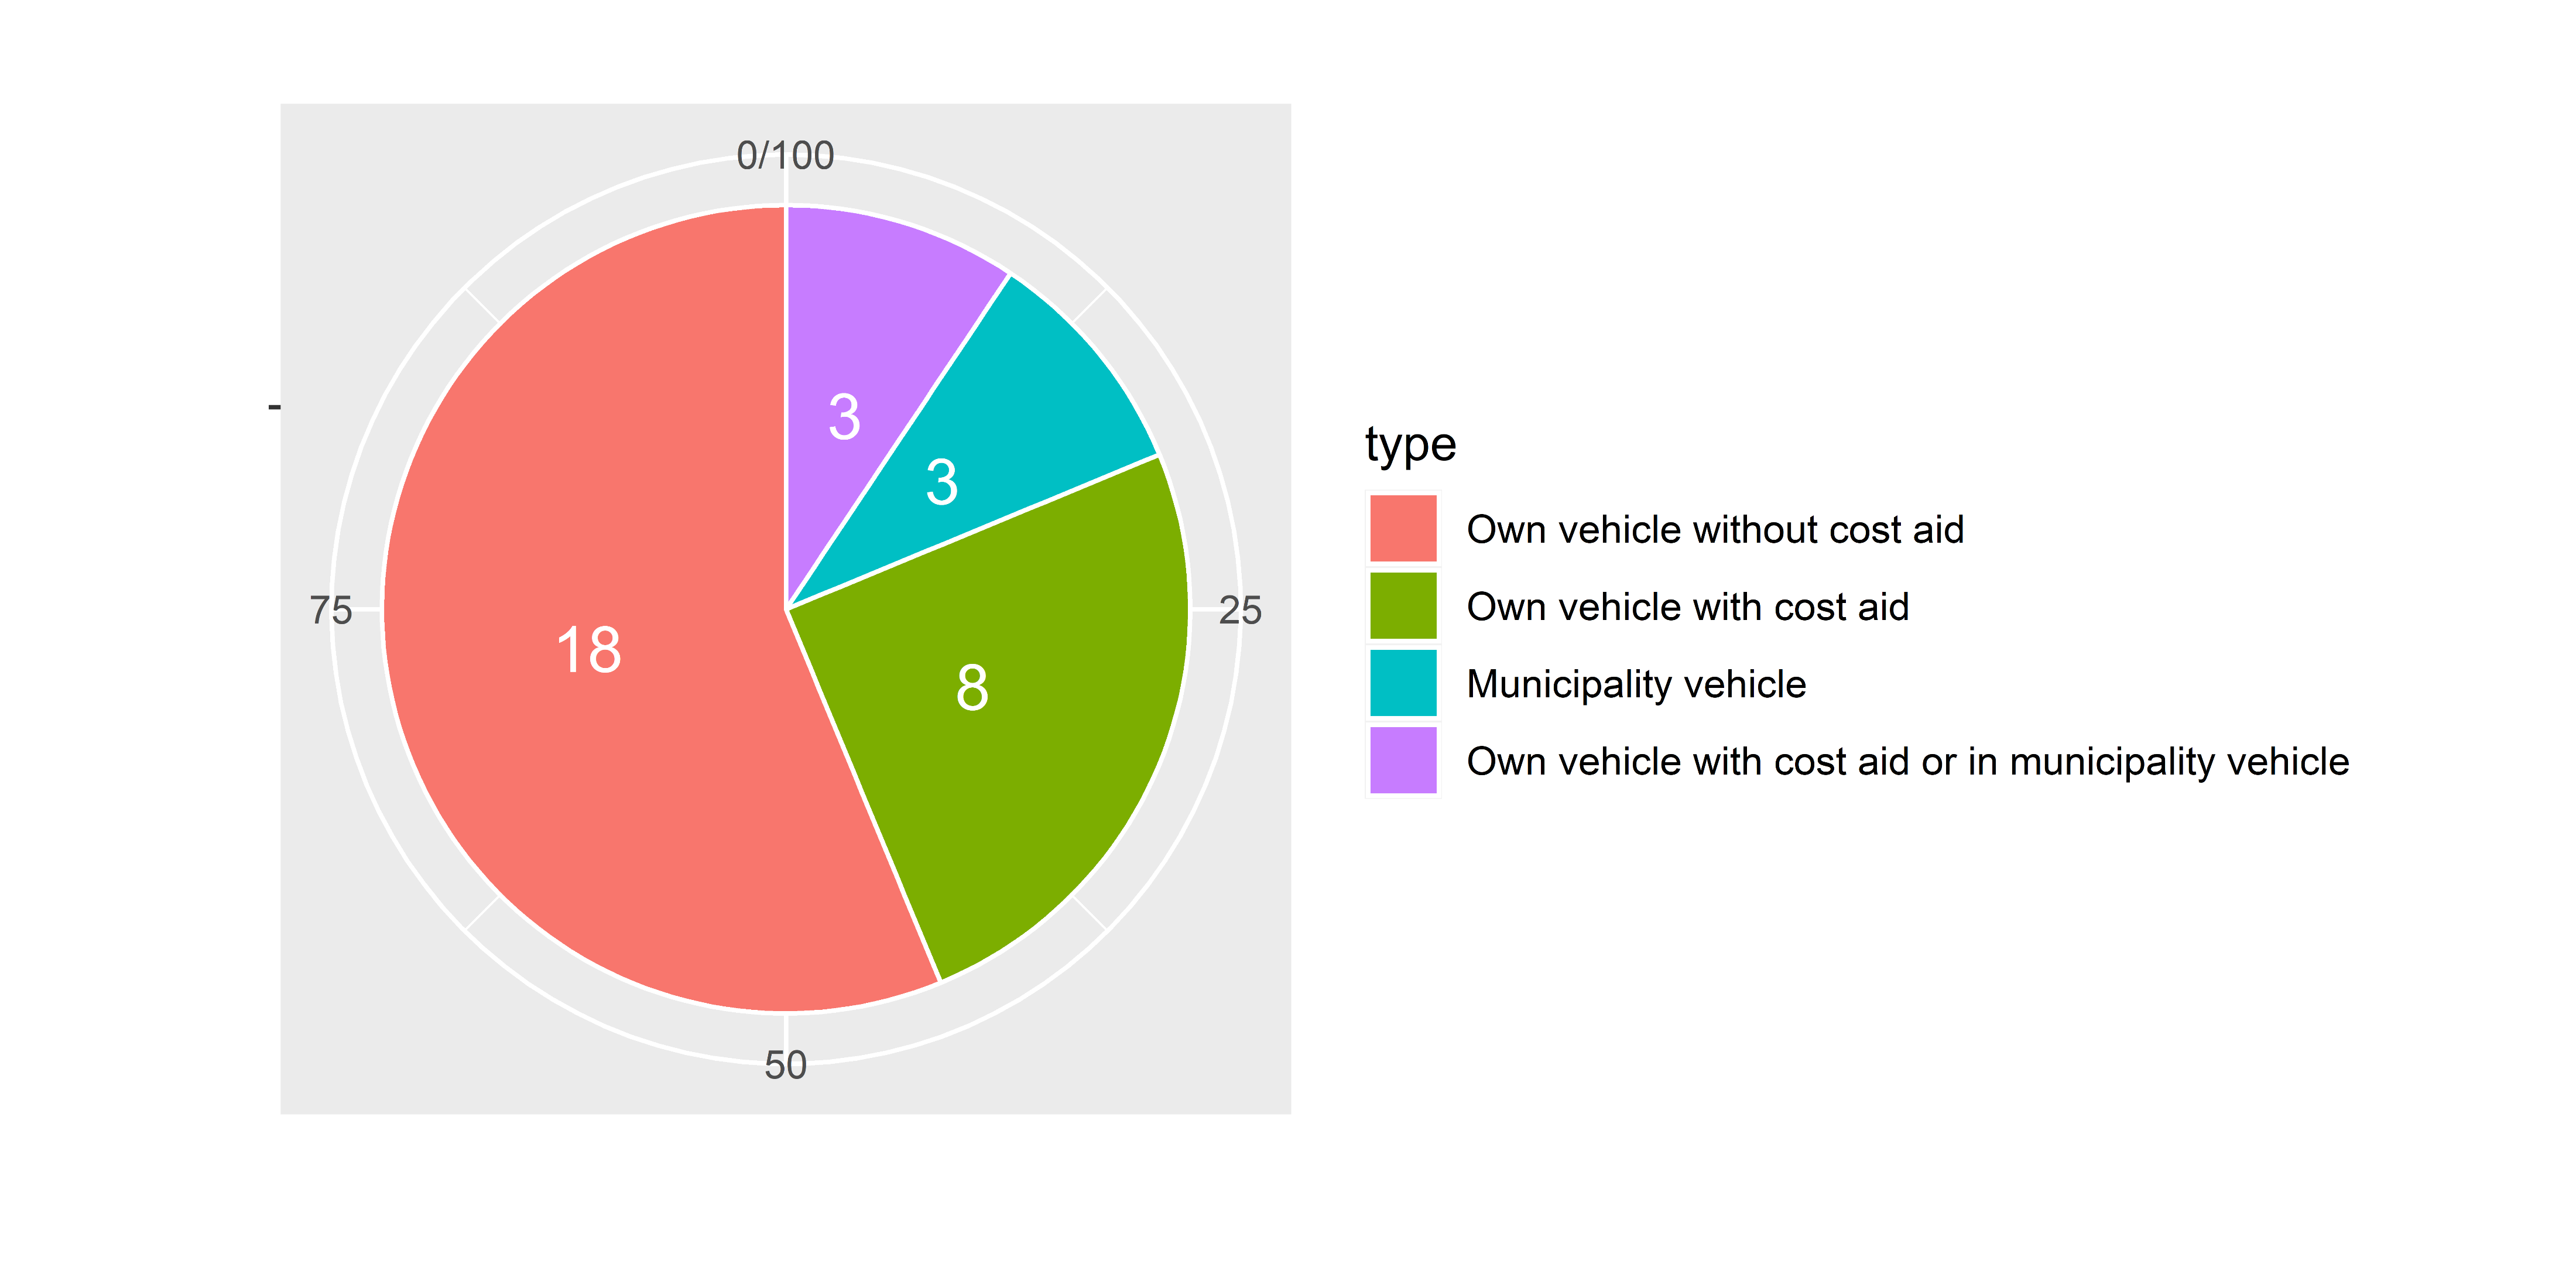 0/100
3
3
75
25
18
8
50
type
Own vehicle without cost aid
Own vehicle with cost aid
Municipality vehicle
Own vehicle with cost aid or in municipality vehicle